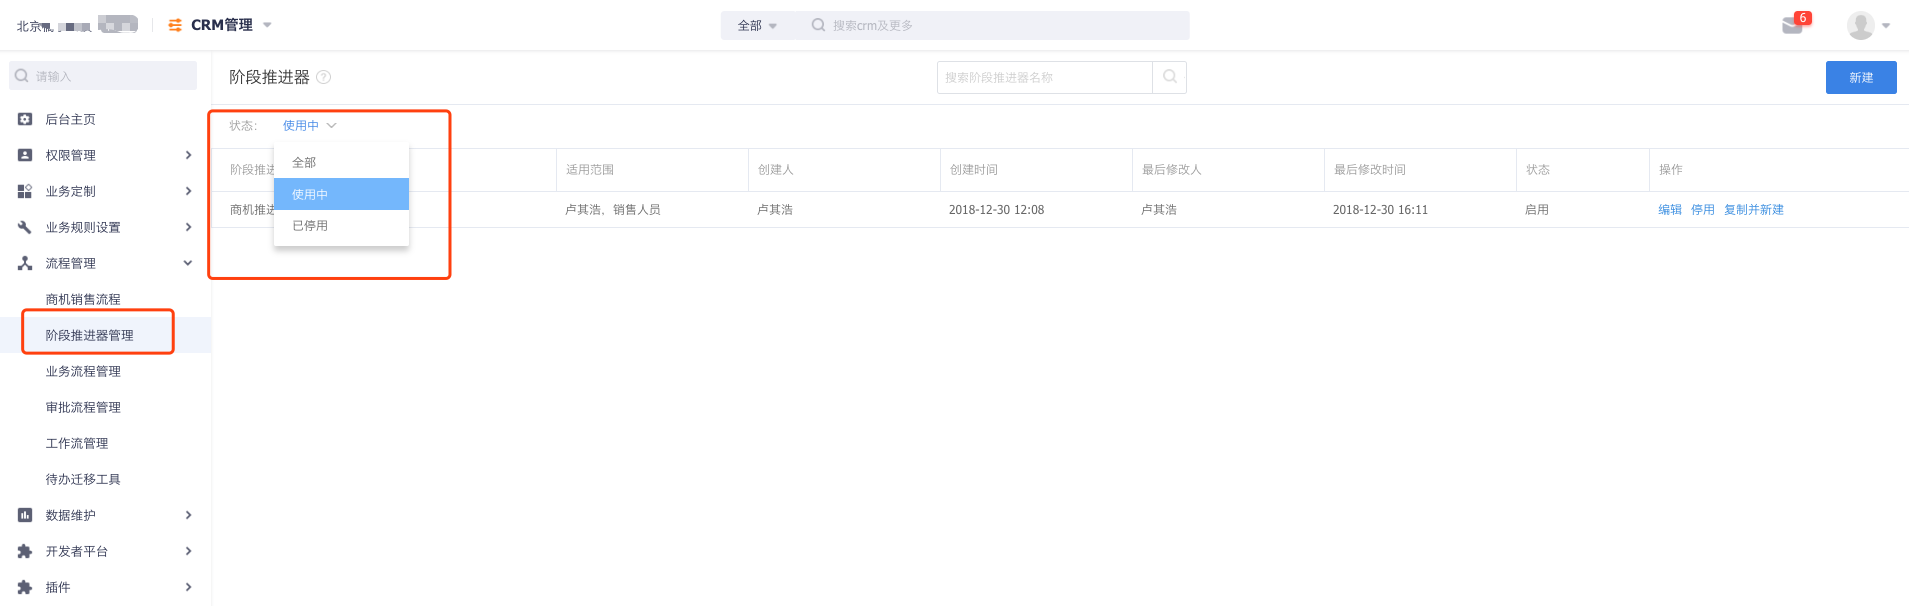 北京
CRM管理
全部
搜索crm及更多
6
请输入
后台主页
权限管理
业务定制
业务规则设置
流程管理
商机销售流程
阶段推进器管理
业务流程管理
审批流程管理
工作流管理
待办迁移工具
数据维护
开发者平台
插件
阶段推进器 ?
搜索阶段推进器名称
新建
状态: 使用中
全部
使用中
已停用
阶段推进 适用范围 创建人 创建时间 最后修改人 最后修改时间 状态 操作
商机推进 卢其浩，销售人员 卢其浩 2018-12-30 12:08 卢其浩 2018-12-30 16:11 启用 编辑 停用 复制并新建